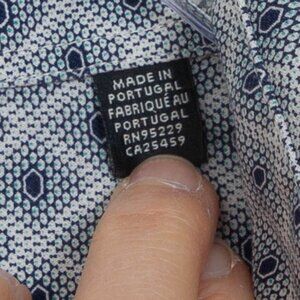 MADE IN
PORTUGAL
FABRIQUÉ AU
PORTUGAL
RN95229
CA25459